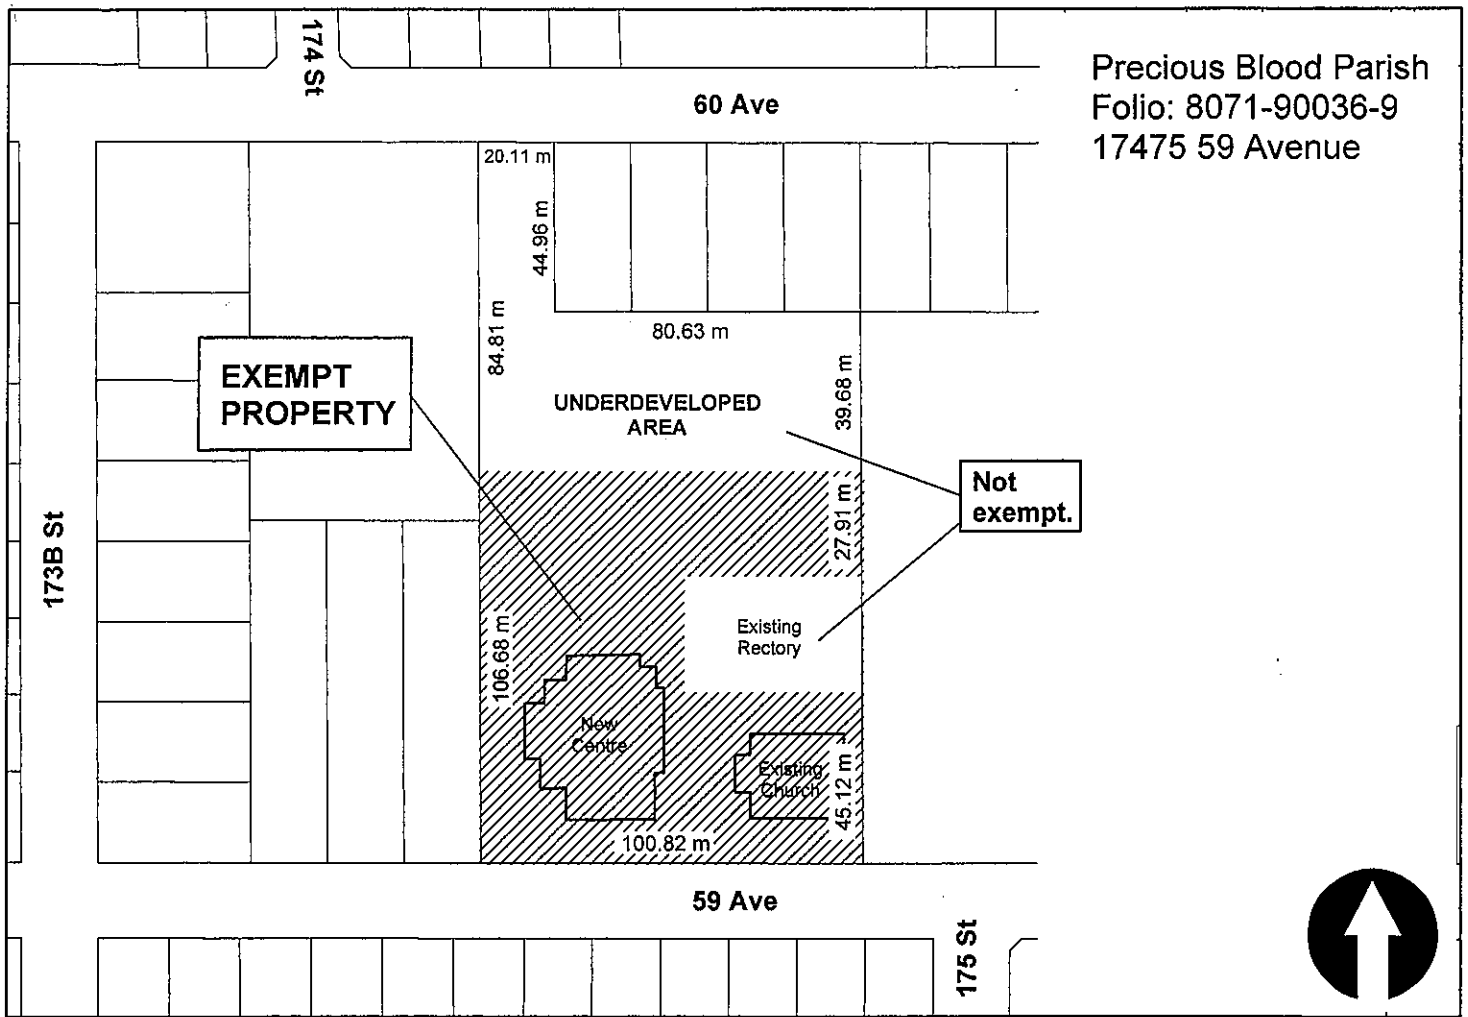 174 St
60 Ave
Precious Blood Parish
Folio: 8071-90036-9
17475 59 Avenue
20.11 m
44.96 m
84.81 m
80.63 m
39.68 m
EXEMPT
PROPERTY
UNDERDEVELOPED
AREA
Not
exempt.
27.91 m
173B St
106.68 m
Existing
Rectory
New
Centre
Existing
Church
45.12 m
100.82 m
59 Ave
175 St